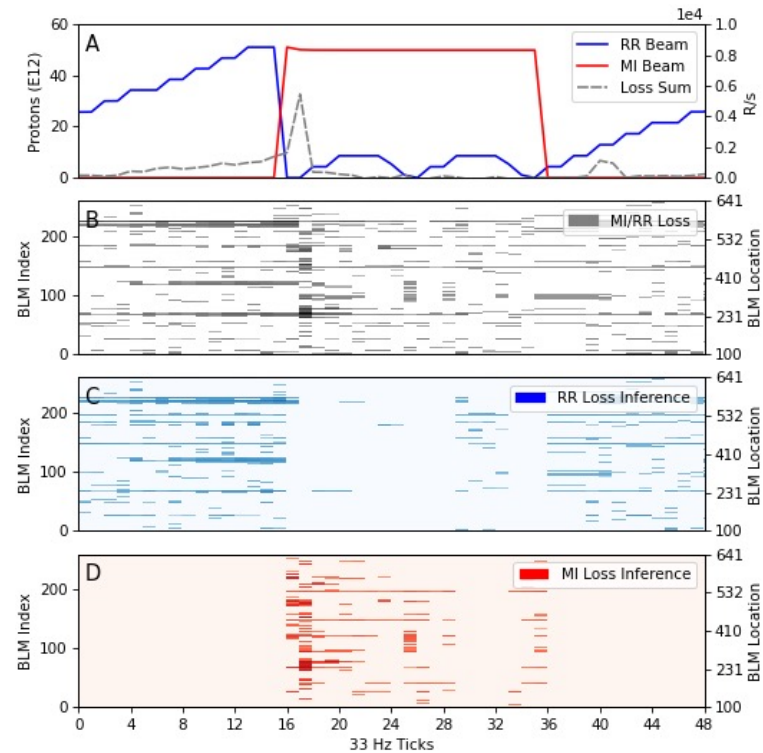 1e4
60
40
20
0
Protons (E12)
A
RR Beam
MI Beam
Loss Sum
1.0
0.8
0.6
0.4
0.2
0.0
R/s
200
100
0
BLM Index
B
MI/RR Loss
641
532
410
231
100
BLM Location
200
100
0
BLM Index
C
RR Loss Inference
641
532
410
231
100
BLM Location
200
100
0
BLM Index
D
MI Loss Inference
641
532
410
231
100
BLM Location
0 4 8 12 16 20 24 28 32 36 40 44 48
33 Hz Ticks